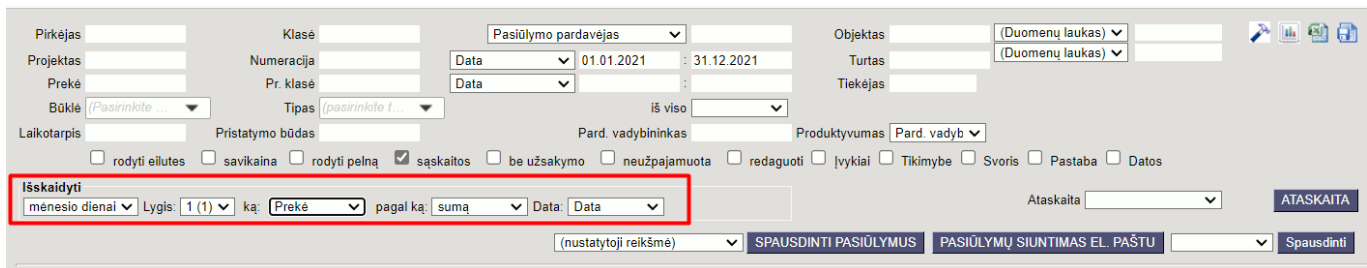 Pirkėjas Klasė Pasiūlymo pardavėjas Objektas (Duomenų laukas)
Projektas Numeracija Data 01.01.2021 : 31.12.2021 Turtas (Duomenų laukas)
Prekė Pr. klasė Data : Tiekėjas
Būklė (Pasirinkite ... Tipas (pasirinkite t... iš viso
Laikotarpis Pristatymo būdas Pard. vadybininkas Produktyvumas Pard. vadyb
rodyti eilutes savikaina rodyti pelną sąskaitos be užsakymo neužpajamuota redaguoti Įvykiai Tikimybe Svoris Pastaba Datos
Išskaidyti
mėnesio dienai Lygis: 1 (1) ką: Prekė pagal ką: sumą Data: Data Ataskaita ATASKAITA
(nustatytoji reikšmė) SPAUSDINTI PASIŪLYMUS PASIŪLYMŲ SIUNTIMAS EL. PAŠTU Spausdinti